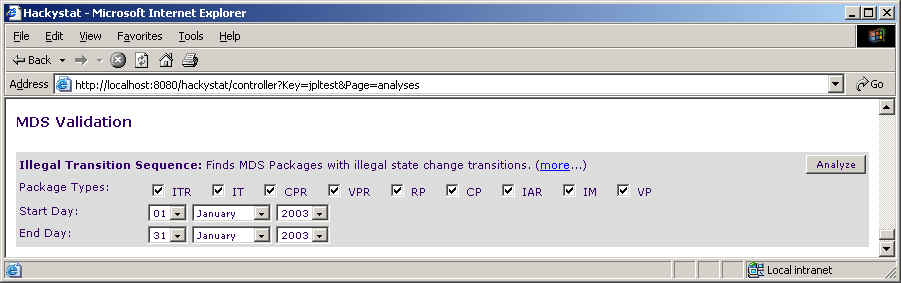 Hackystat - Microsoft Internet Explorer
File Edit View Favorites Tools Help
Back
Address http://localhost:8080/hackystat/controller?Key=jpltest&Page=analyses Go
MDS Validation
Illegal Transition Sequence: Finds MDS Packages with illegal state change transitions. (more...) Analyze
Package Types: ITR IT CPR VPR RP CP IAR IM VP
Start Day: 01 January 2003
End Day: 31 January 2003
Local intranet